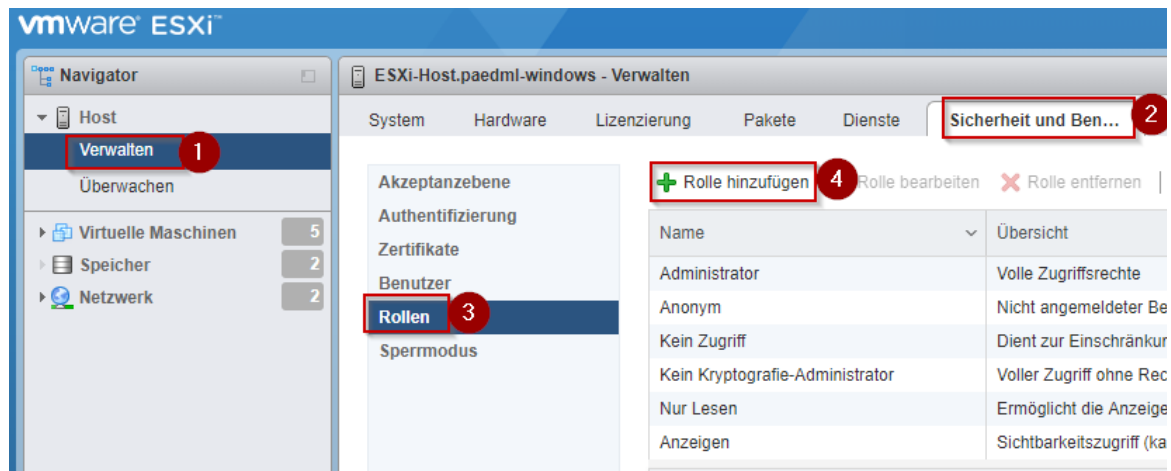 vmware ESXi™
Navigator
Host
Verwalten 1
Überwachen
Virtuelle Maschinen 5
Speicher 2
Netzwerk 2
ESXi-Host.paedml-windows - Verwalten
System Hardware Lizenzierung Pakete Dienste Sicherheit und Ben... 2
Akzeptanzebene
Authentifizierung
Zertifikate
Benutzer
Rollen 3
Sperrmodus
Rolle hinzufügen 4 Rolle bearbeiten Rolle entfernen
Name Übersicht
Administrator Volle Zugriffsrechte
Anonym Nicht angemeldeter Be
Kein Zugriff Dient zur Einschränkur
Kein Kryptografie-Administrator Voller Zugriff ohne Rec
Nur Lesen Ermöglicht die Anzeige
Anzeigen Sichtbarkeitszugriff (ka